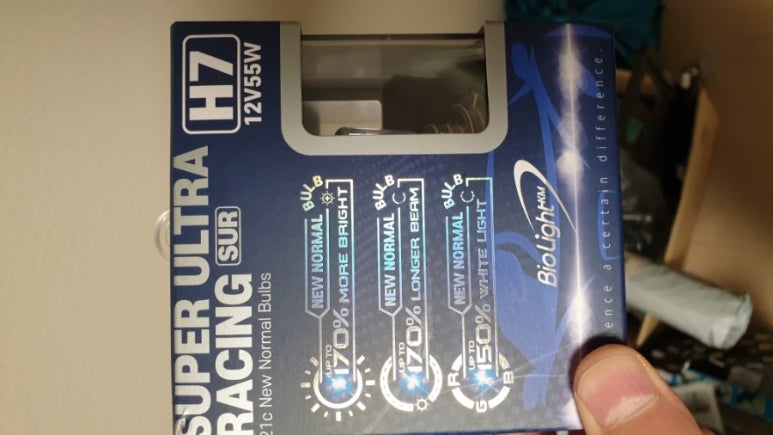 H7
12V55W
SUPER ULTRA
RACING SUR
21c New Normal Bulbs
NEW NORMAL BULB
UP TO 170% MORE BRIGHT
NEW NORMAL BULB
UP TO 170% LONGER BEAM
NEW NORMAL BULB
UP TO 150% WHITE LIGHT
R G B
BioLight KM
ence a certain difference.